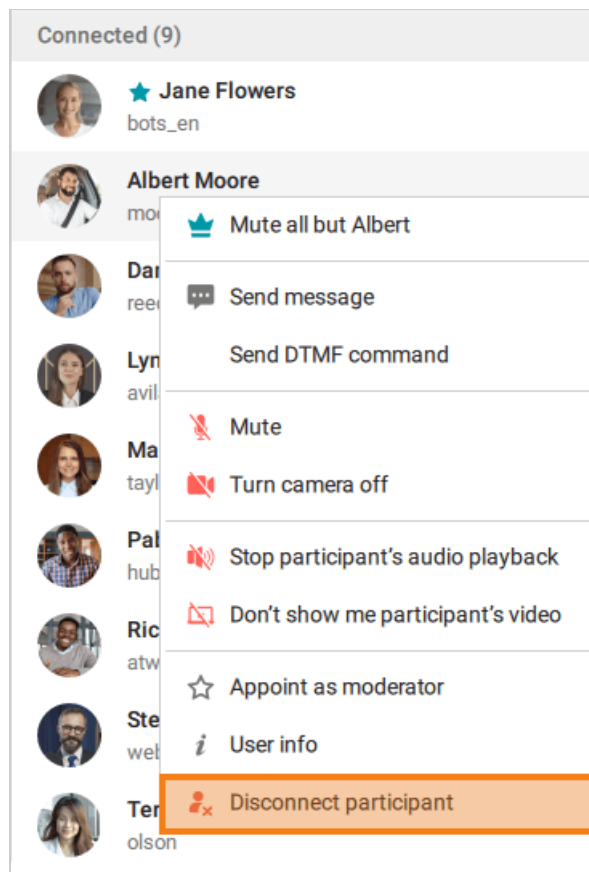 Connected (9)
Jane Flowers
bots_en
Albert Moore
Mute all but Albert
Send message
Send DTMF command
Mute
Turn camera off
Stop participant's audio playback
Don't show me participant's video
Appoint as moderator
User info
Disconnect participant
olson